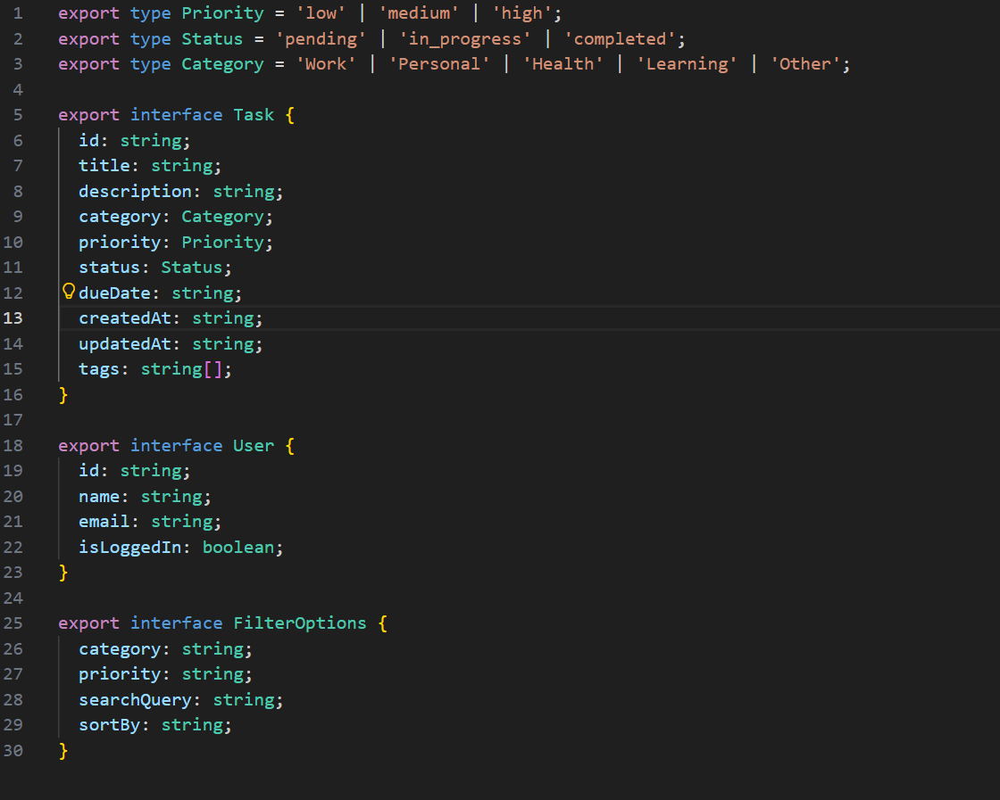 1 export type Priority = 'low' | 'medium' | 'high';
2 export type Status = 'pending' | 'in_progress' | 'completed';
3 export type Category = 'Work' | 'Personal' | 'Health' | 'Learning' | 'Other';
4
5 export interface Task {
6   id: string;
7   title: string;
8   description: string;
9   category: Category;
10   priority: Priority;
11   status: Status;
12   dueDate: string;
13   createdAt: string;
14   updatedAt: string;
15   tags: string[];
16 }
17
18 export interface User {
19   id: string;
20   name: string;
21   email: string;
22   isLoggedIn: boolean;
23 }
24
25 export interface FilterOptions {
26   category: string;
27   priority: string;
28   searchQuery: string;
29   sortBy: string;
30 }